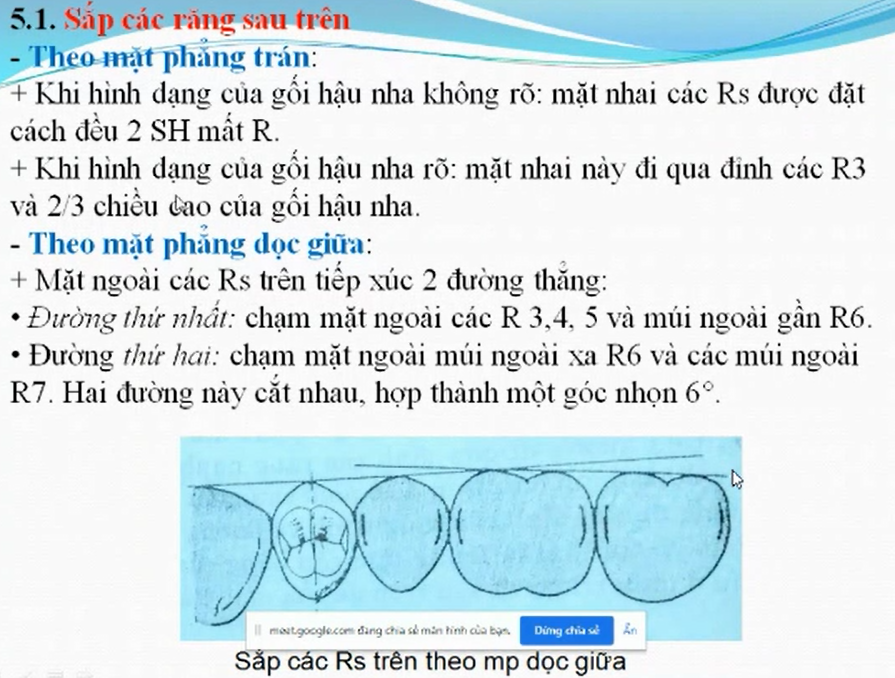 5.1. Sắp các răng sau trên
- Theo mặt phẳng trán:
+ Khi hình dạng của gối hậu nha không rõ: mặt nhai các Rs được đặt
cách đều 2 SH mất R.
+ Khi hình dạng của gối hậu nha rõ: mặt nhai này đi qua đỉnh các R3
và 2/3 chiều cao của gối hậu nha.
- Theo mặt phẳng dọc giữa:
+ Mặt ngoài các Rs trên tiếp xúc 2 đường thẳng:
• Đường thứ nhất: chạm mặt ngoài các R 3,4, 5 và múi ngoài gần R6.
• Đường thứ hai: chạm mặt ngoài múi ngoài xa R6 và các múi ngoài
R7. Hai đường này cắt nhau, hợp thành một góc nhọn 6°.
meet.google.com đang chia sẻ màn hình của bạn. Dừng chia sẻ Ẩn
Sắp các Rs trên theo mp dọc giữa